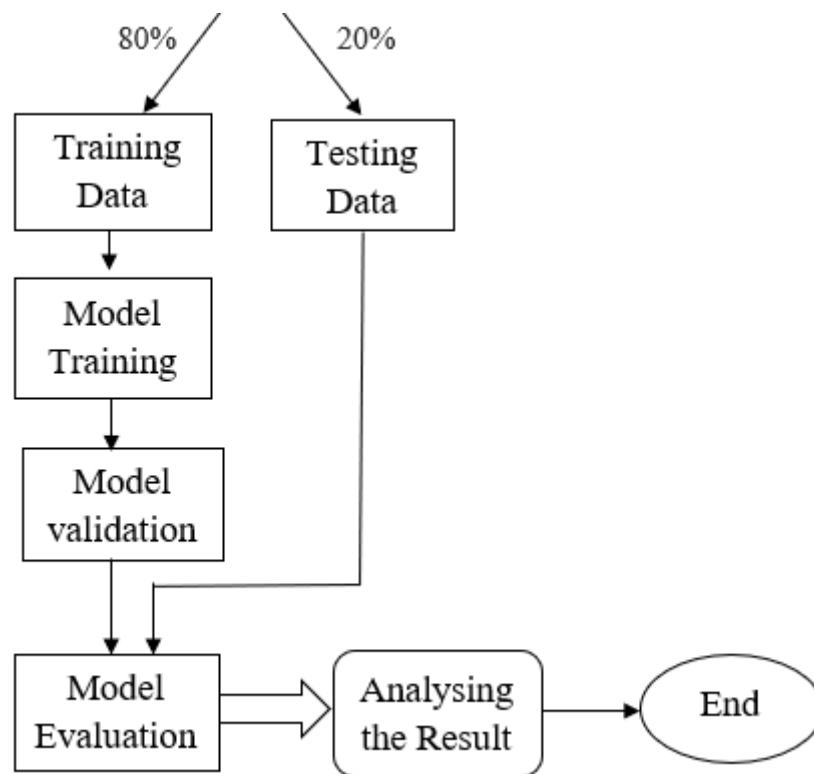 80%
20%
Training
Data
Testing
Data
Model
Training
Model
validation
Model
Evaluation
Analysing
the Result
End